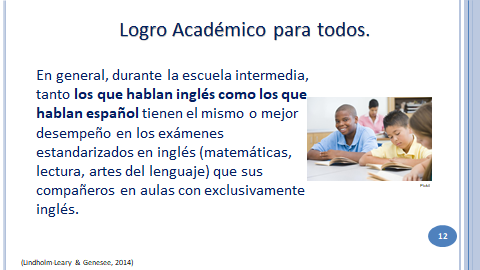 Logro Académico para todos.
En general, durante la escuela intermedia,
tanto los que hablan inglés como los que
hablan español tienen el mismo o mejor
desempeño en los exámenes
estandarizados en inglés (matemáticas,
lectura, artes del lenguaje) que sus
compañeros en aulas con exclusivamente
inglés.
12
(Lindholm-Leary & Genesee, 2014)